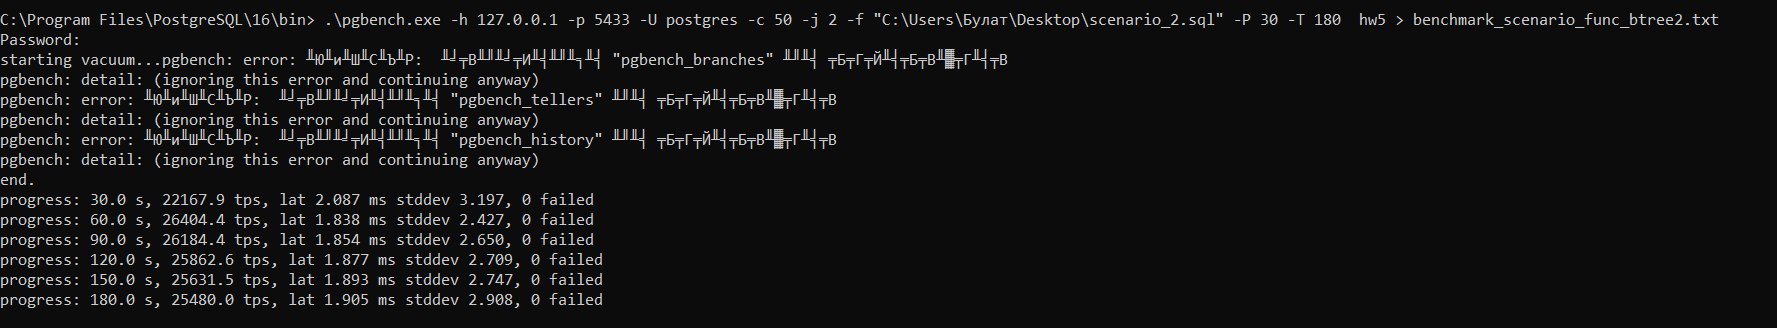 C:\Program Files\PostgreSQL\16\bin> .\pgbench.exe -h 127.0.0.1 -p 5433 -U postgres -c 50 -j 2 -f "C:\Users\Булат\Desktop\scenario_2.sql" -P 30 -T 180  hw5 > benchmark_scenario_func_btree2.txt
Password:
starting vacuum...pgbench: error: "pgbench_branches"
pgbench: detail: (ignoring this error and continuing anyway)
pgbench: error: "pgbench_tellers"
pgbench: detail: (ignoring this error and continuing anyway)
pgbench: error: "pgbench_history"
pgbench: detail: (ignoring this error and continuing anyway)
end.
progress: 30.0 s, 22167.9 tps, lat 2.087 ms stddev 3.197, 0 failed
progress: 60.0 s, 26404.4 tps, lat 1.838 ms stddev 2.427, 0 failed
progress: 90.0 s, 26184.4 tps, lat 1.854 ms stddev 2.650, 0 failed
progress: 120.0 s, 25862.6 tps, lat 1.877 ms stddev 2.709, 0 failed
progress: 150.0 s, 25631.5 tps, lat 1.893 ms stddev 2.747, 0 failed
progress: 180.0 s, 25480.0 tps, lat 1.905 ms stddev 2.908, 0 failed